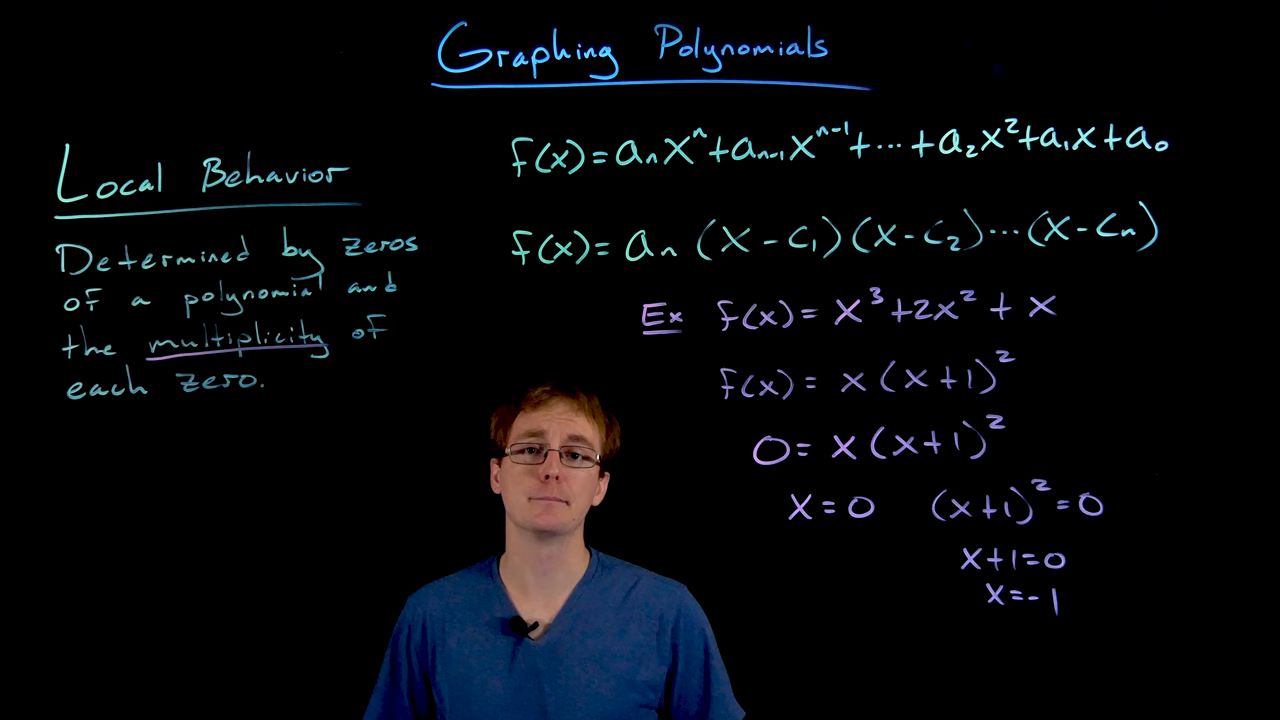 Graphing Polynomials
Local Behavior
Determined by zeros
of a polynomial and
the multiplicity of
each zero.
f(x)=aₙxⁿ+aₙ₋₁xⁿ⁻¹+⋯+a₂x²+a₁x+a₀
f(x)=aₙ(x-c₁)(x-c₂)⋯(x-cₙ)
Ex f(x)=x³+2x²+x
f(x)=x(x+1)²
0=x(x+1)²
x=0 (x+1)²=0
x+1=0
x=-1